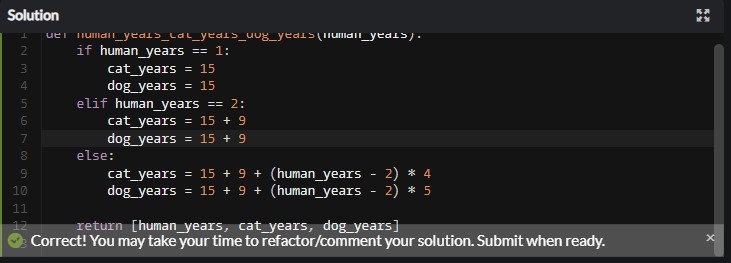 Solution
1 def human_years_cat_years_dog_years(human_years):
2 if human_years == 1:
3 cat_years = 15
4 dog_years = 15
5 elif human_years == 2:
6 cat_years = 15 + 9
7 dog_years = 15 + 9
8 else:
9 cat_years = 15 + 9 + (human_years - 2) * 4
10 dog_years = 15 + 9 + (human_years - 2) * 5
11
12 return [human_years, cat_years, dog_years]
Correct! You may take your time to refactor/comment your solution. Submit when ready.